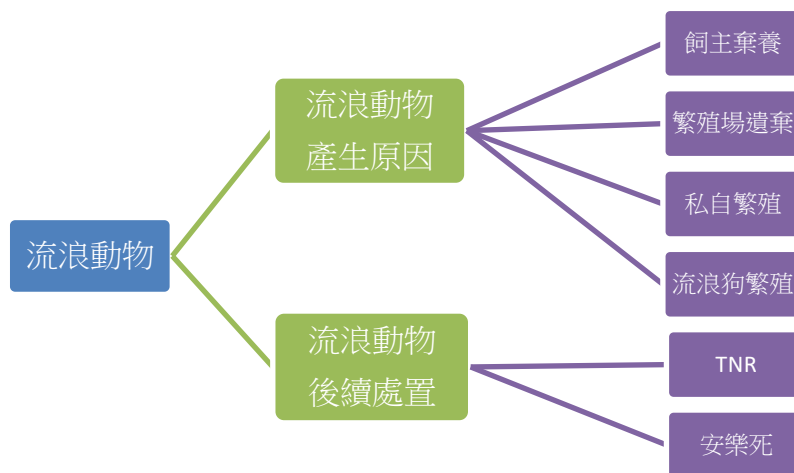 流浪動物
流浪動物
產生原因
飼主棄養
繁殖場遺棄
私自繁殖
流浪狗繁殖
流浪動物
後續處置
TNR
安樂死